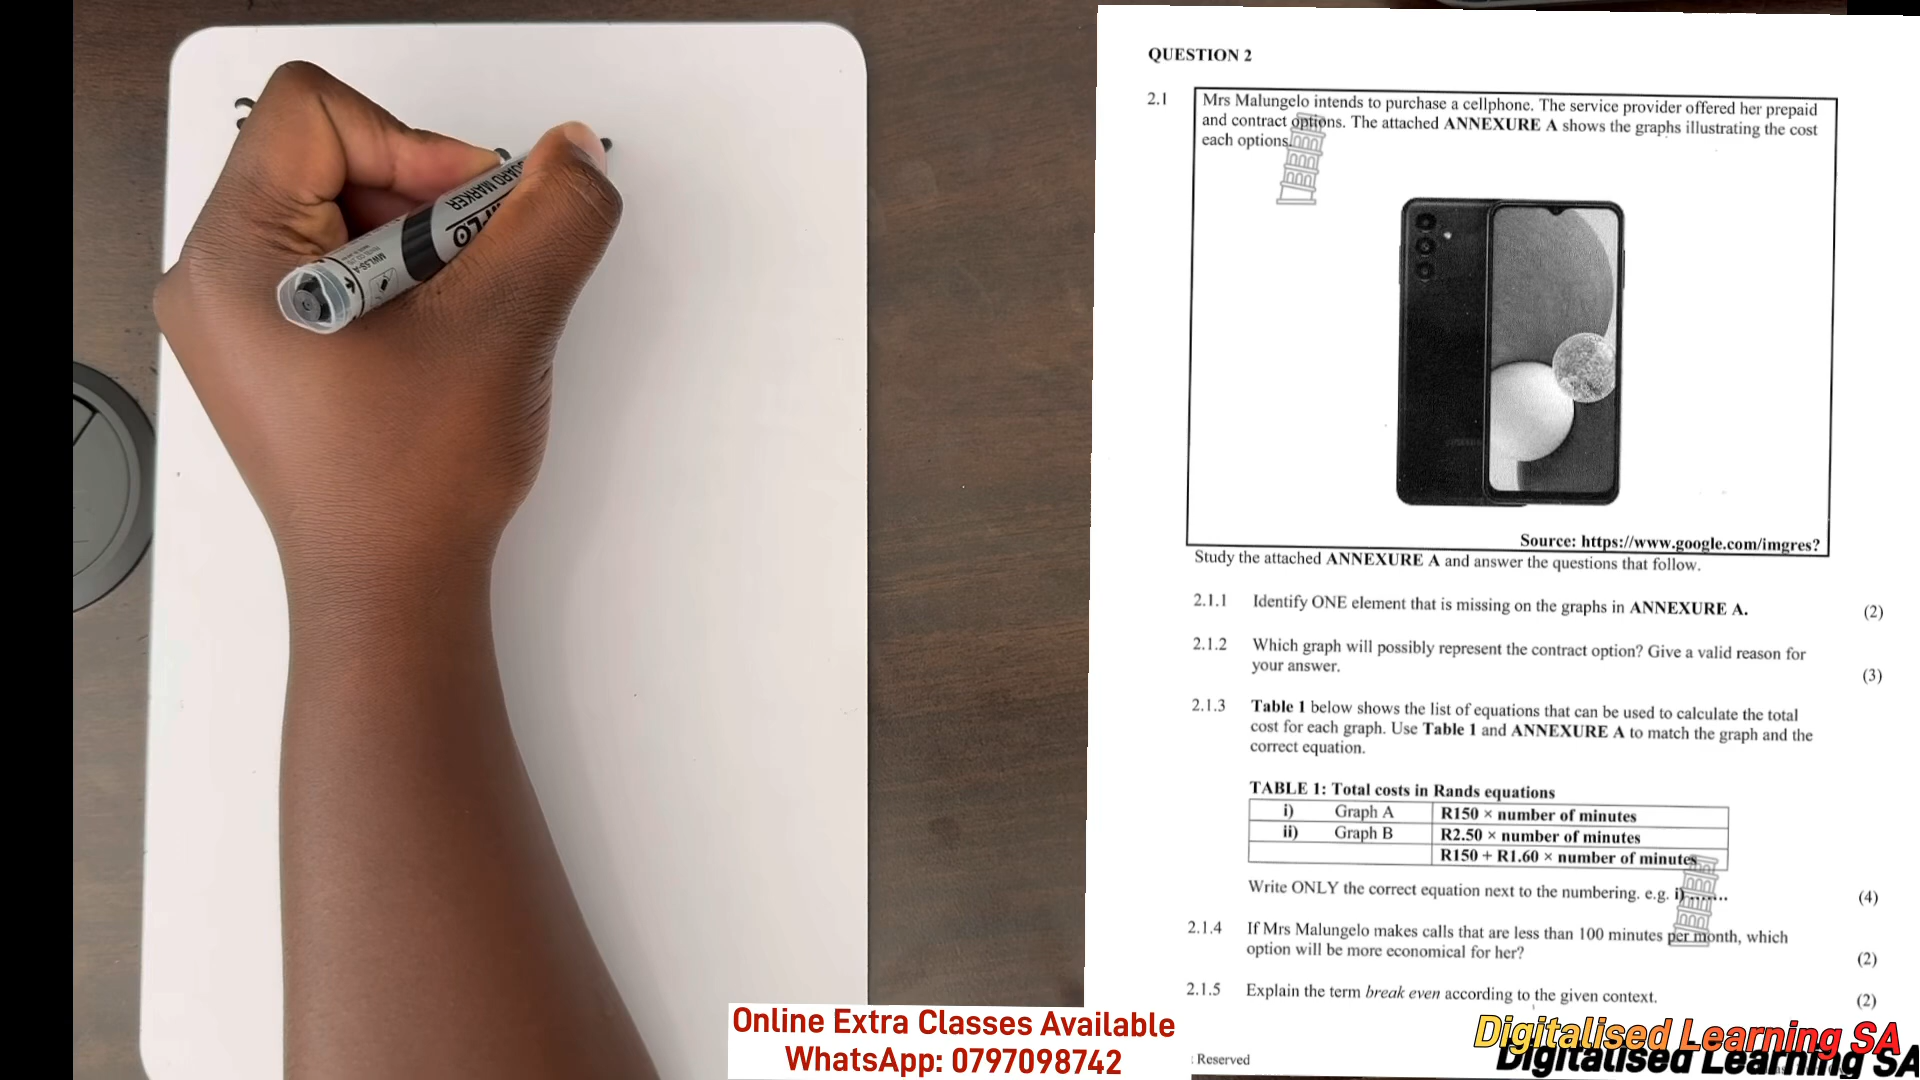 QUESTION 2
2.1 Mrs Malungelo intends to purchase a cellphone. The service provider offered her prepaid
and contract options. The attached ANNEXURE A shows the graphs illustrating the cost
each options.
Source: https://www.google.com/imgres?
Study the attached ANNEXURE A and answer the questions that follow.
2.1.1 Identify ONE element that is missing on the graphs in ANNEXURE A. (2)
2.1.2 Which graph will possibly represent the contract option? Give a valid reason for
your answer. (3)
2.1.3 Table 1 below shows the list of equations that can be used to calculate the total
cost for each graph. Use Table 1 and ANNEXURE A to match the graph and the
correct equation.
TABLE 1: Total costs in Rands equations
i) Graph A R150 × number of minutes
ii) Graph B R2.50 × number of minutes
R150 + R1.60 × number of minutes
Write ONLY the correct equation next to the numbering. e.g. i)....... (4)
2.1.4 If Mrs Malungelo makes calls that are less than 100 minutes per month, which
option will be more economical for her? (2)
2.1.5 Explain the term break even according to the given context. (2)
: Reserved
BOARD MARKER
MWL5S-A
Online Extra Classes Available
WhatsApp: 0797098742
Digitalised Learning SA
Digitalised Learning SA